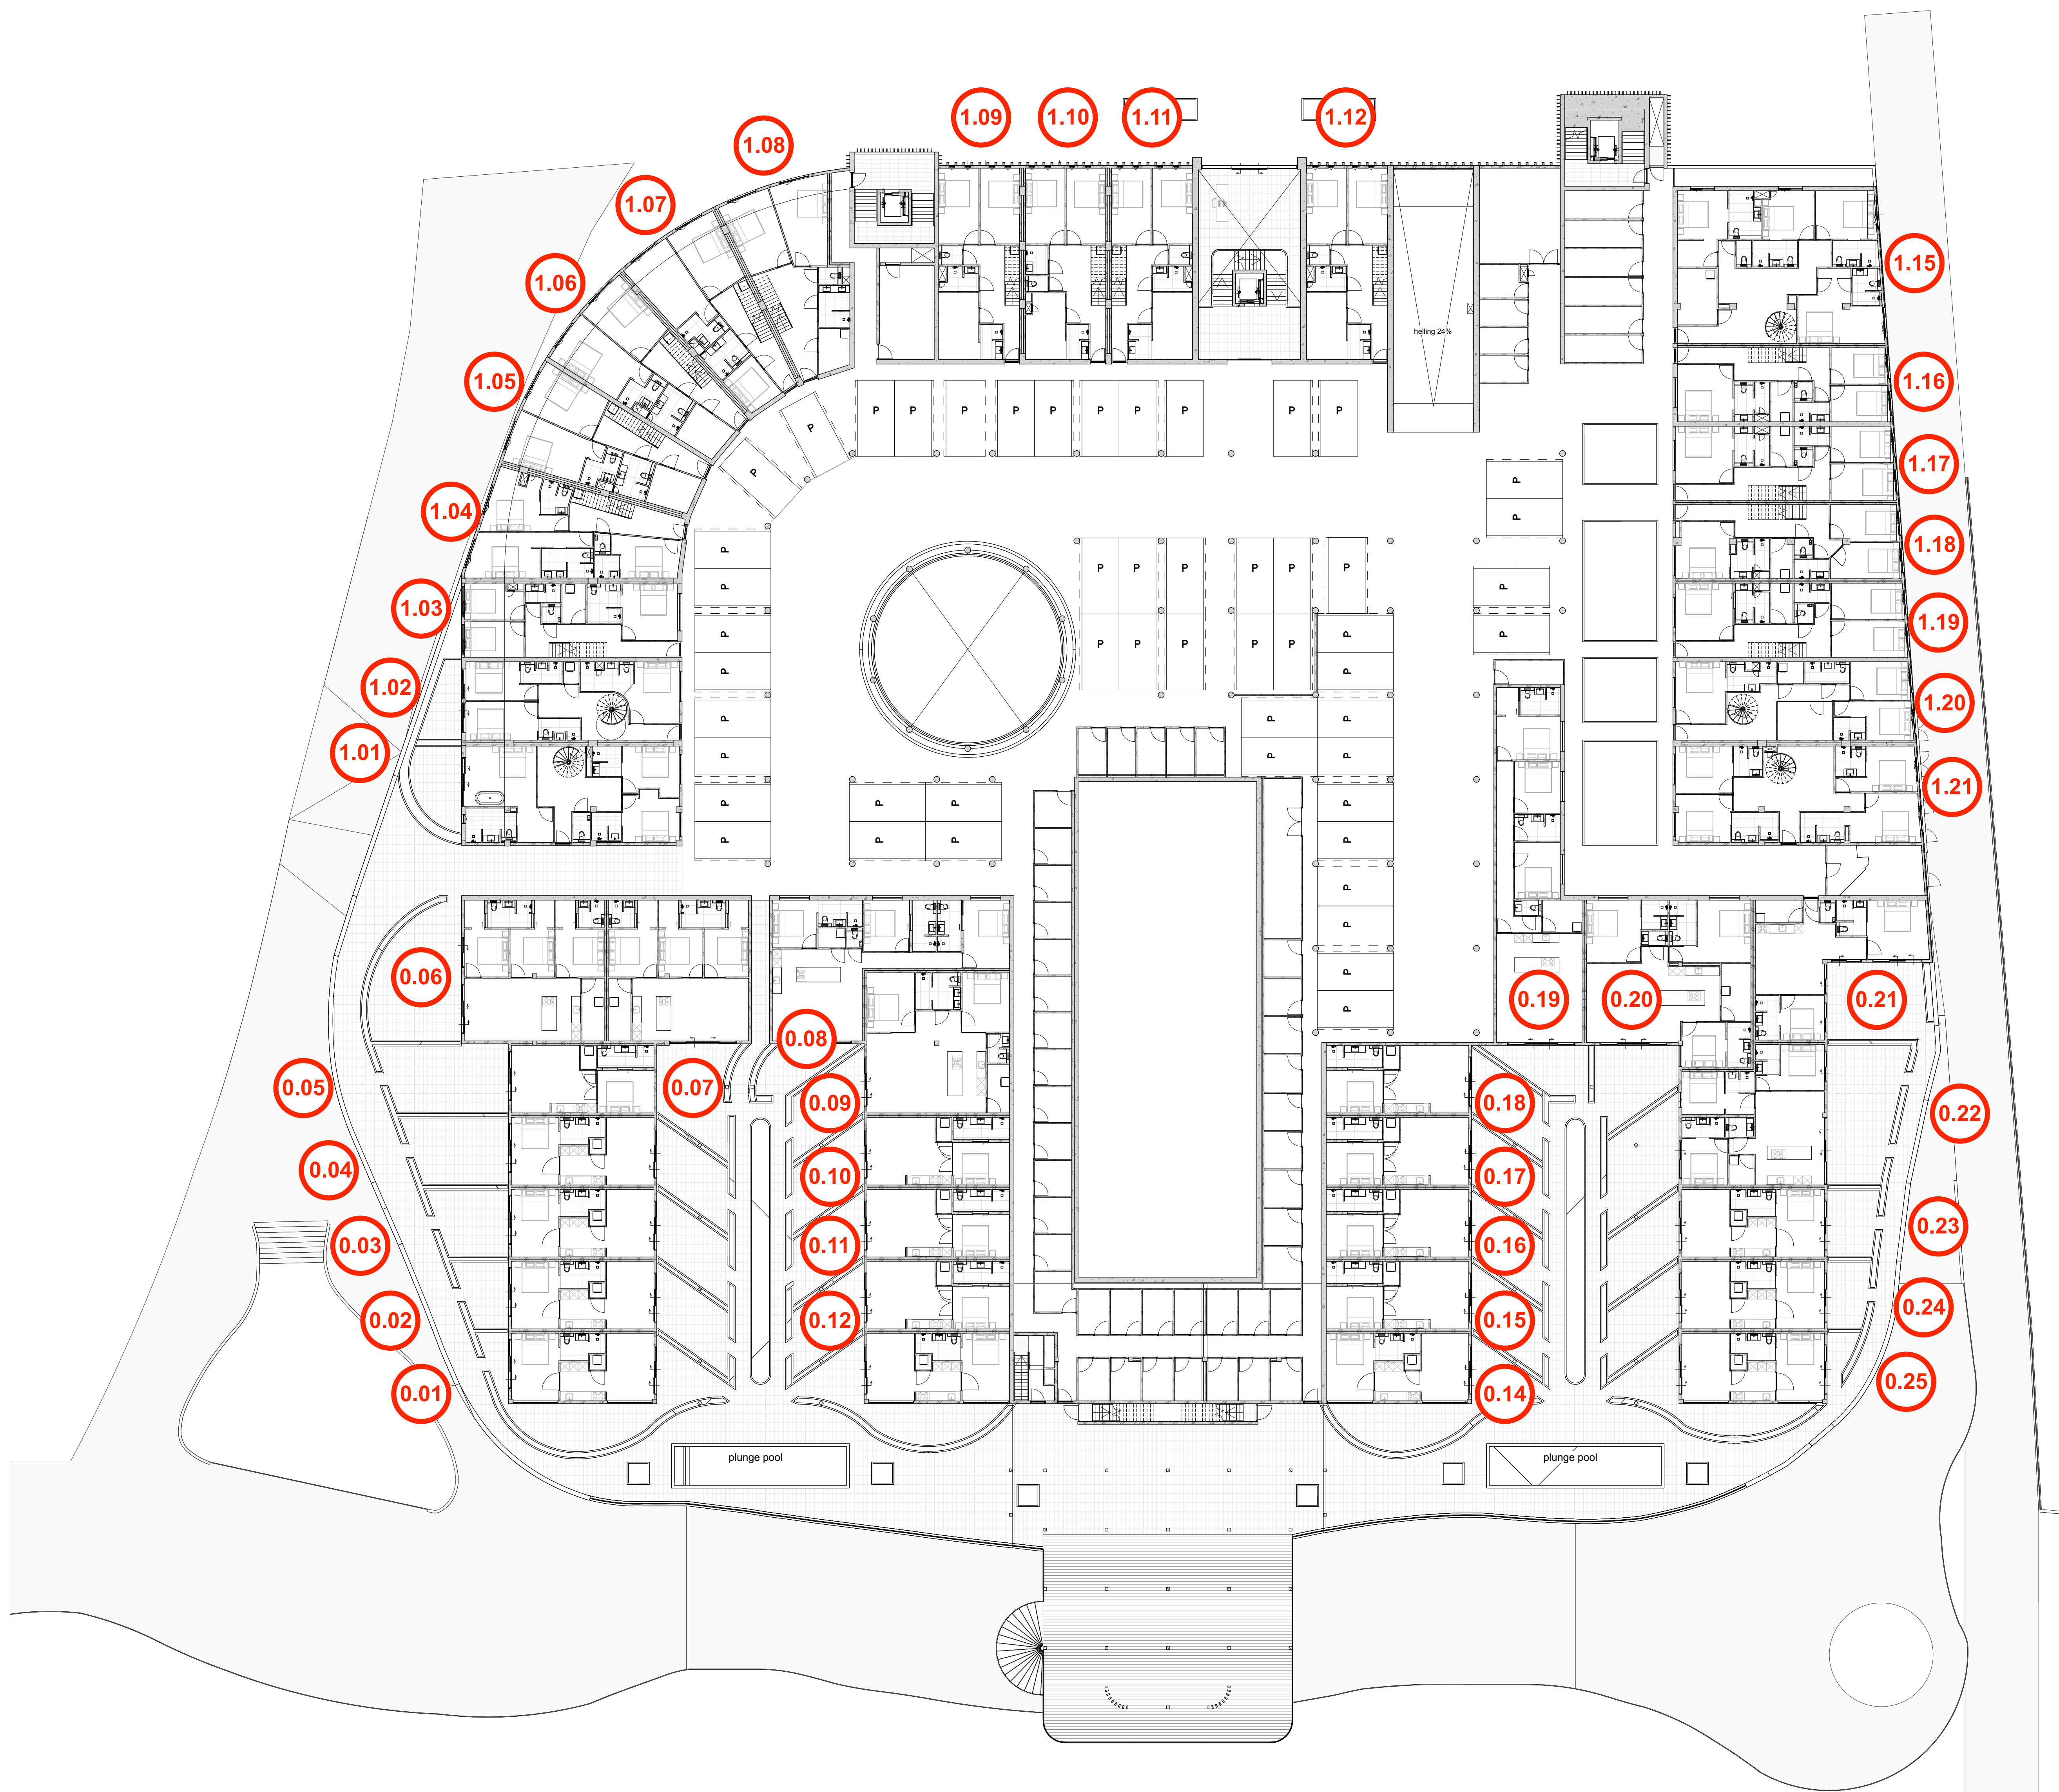 1.09
1.10
1.11
1.12
1.08
1.07
1.15
1.06
helling 24%
1.05
1.16
P P P P P P P P P P
P
P
1.17
P
1.04
P
1.18
P
P P P P P P
P
P
1.03
1.19
P
P P P P P
P
P
1.02
1.20
P
P
P
1.01
P
P
P
1.21
P
P
P
P
P
P
P
P
P
P
0.06
P
0.19
0.20
0.21
P
0.08
0.05
0.07
0.09
0.18
0.22
0.04
0.10
0.17
0.03
0.11
0.16
0.23
0.02
0.12
0.15
0.24
0.01
0.14
0.25
plunge pool
plunge pool